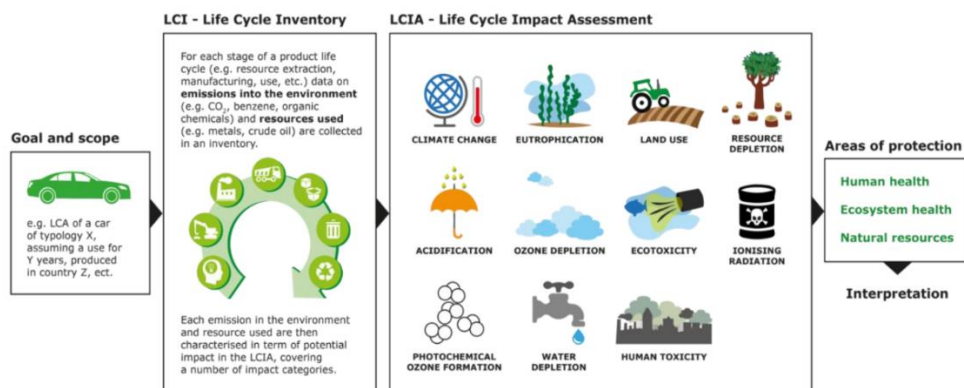 Goal and scope
e.g. LCA of a car
of typology X,
assuming a use for
Y years, produced
in country Z, ect.
LCI - Life Cycle Inventory
For each stage of a product life
cycle (e.g. resource extraction,
manufacturing, use, etc.) data on
emissions into the environment
(e.g. CO2, benzene, organic
chemicals) and resources used
(e.g. metals, crude oil) are collected
in an inventory.
Each emission in the environment
and resource used are then
characterised in term of potential
impact in the LCIA, covering
a number of impact categories.
LCIA - Life Cycle Impact Assessment
CLIMATE CHANGE
EUTROPHICATION
LAND USE
RESOURCE
DEPLETION
ACIDIFICATION
OZONE DEPLETION
ECOTOXICITY
IONISING
RADIATION
PHOTOCHEMICAL
OZONE FORMATION
WATER
DEPLETION
HUMAN TOXICITY
Areas of protection
Human health
Ecosystem health
Natural resources
Interpretation